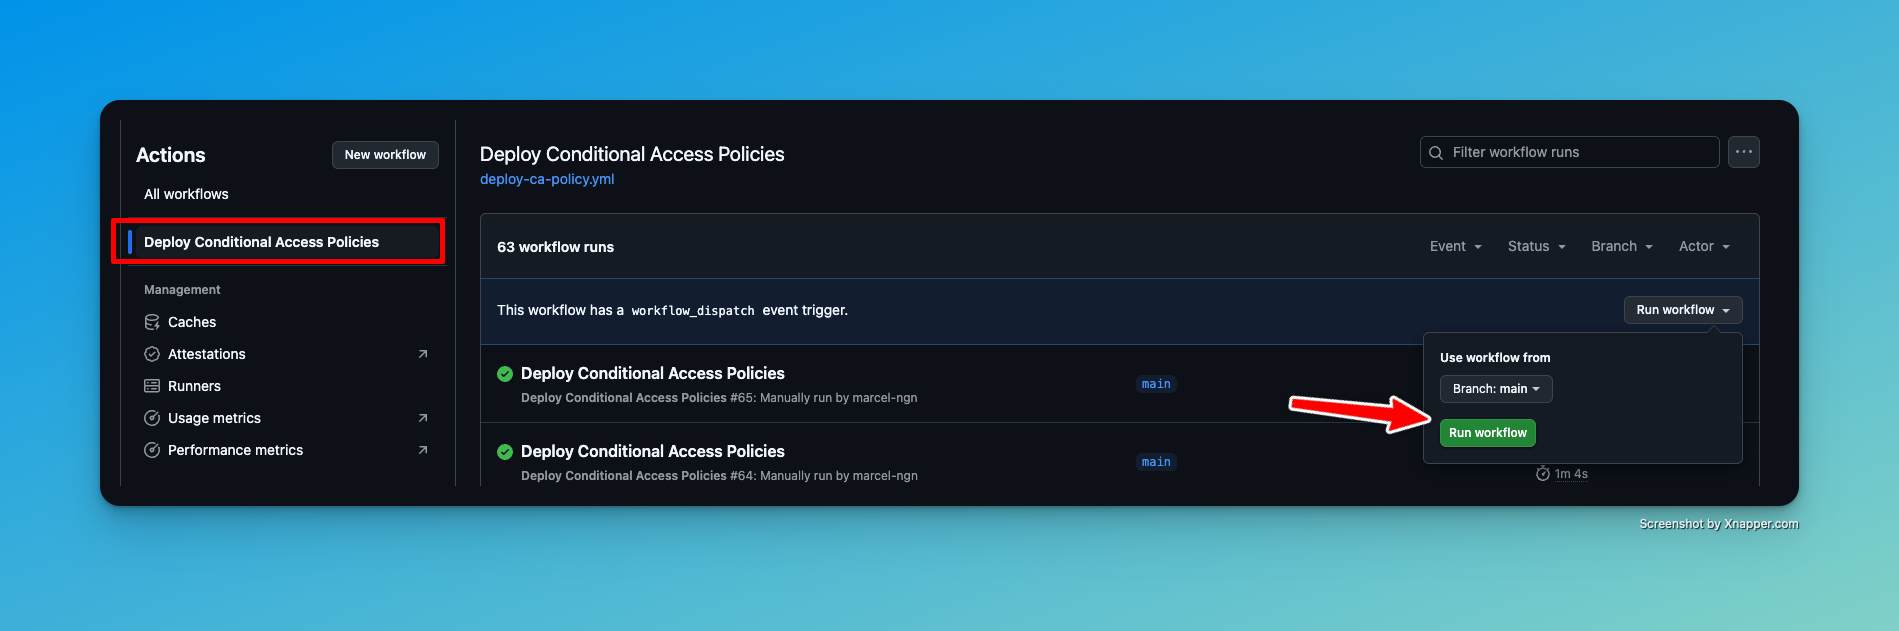 Actions
New workflow
All workflows
Deploy Conditional Access Policies
Management
Caches
Attestations
Runners
Usage metrics
Performance metrics
Deploy Conditional Access Policies
deploy-ca-policy.yml
Filter workflow runs
63 workflow runs
Event
Status
Branch
Actor
This workflow has a workflow_dispatch event trigger.
Run workflow
Use workflow from
Branch: main
Run workflow
Deploy Conditional Access Policies
Deploy Conditional Access Policies #65: Manually run by marcel-ngn
main
Deploy Conditional Access Policies
Deploy Conditional Access Policies #64: Manually run by marcel-ngn
main
1m 4s
Screenshot by Xnapper.com